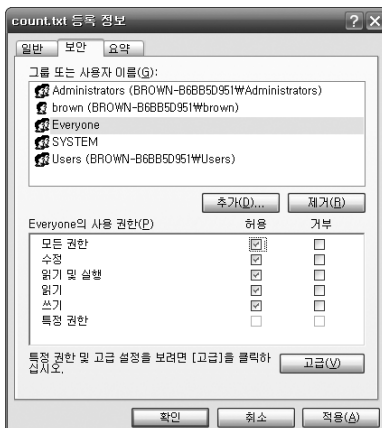 count.txt 등록 정보
일반 보안 요약
그룹 또는 사용자 이름(G):
Administrators (BROWN-B6BB5D951₩Administrators)
brown (BROWN-B6BB5D951₩brown)
Everyone
SYSTEM
Users (BROWN-B6BB5D951₩Users)
추가(D)... 제거(R)
Everyone의 사용 권한(P) 허용 거부
모든 권한
수정
읽기 및 실행
읽기
쓰기
특정 권한
특정 권한 및 고급 설정을 보려면 [고급]을 클릭하
십시오. 고급(V)
확인 취소 적용(A)